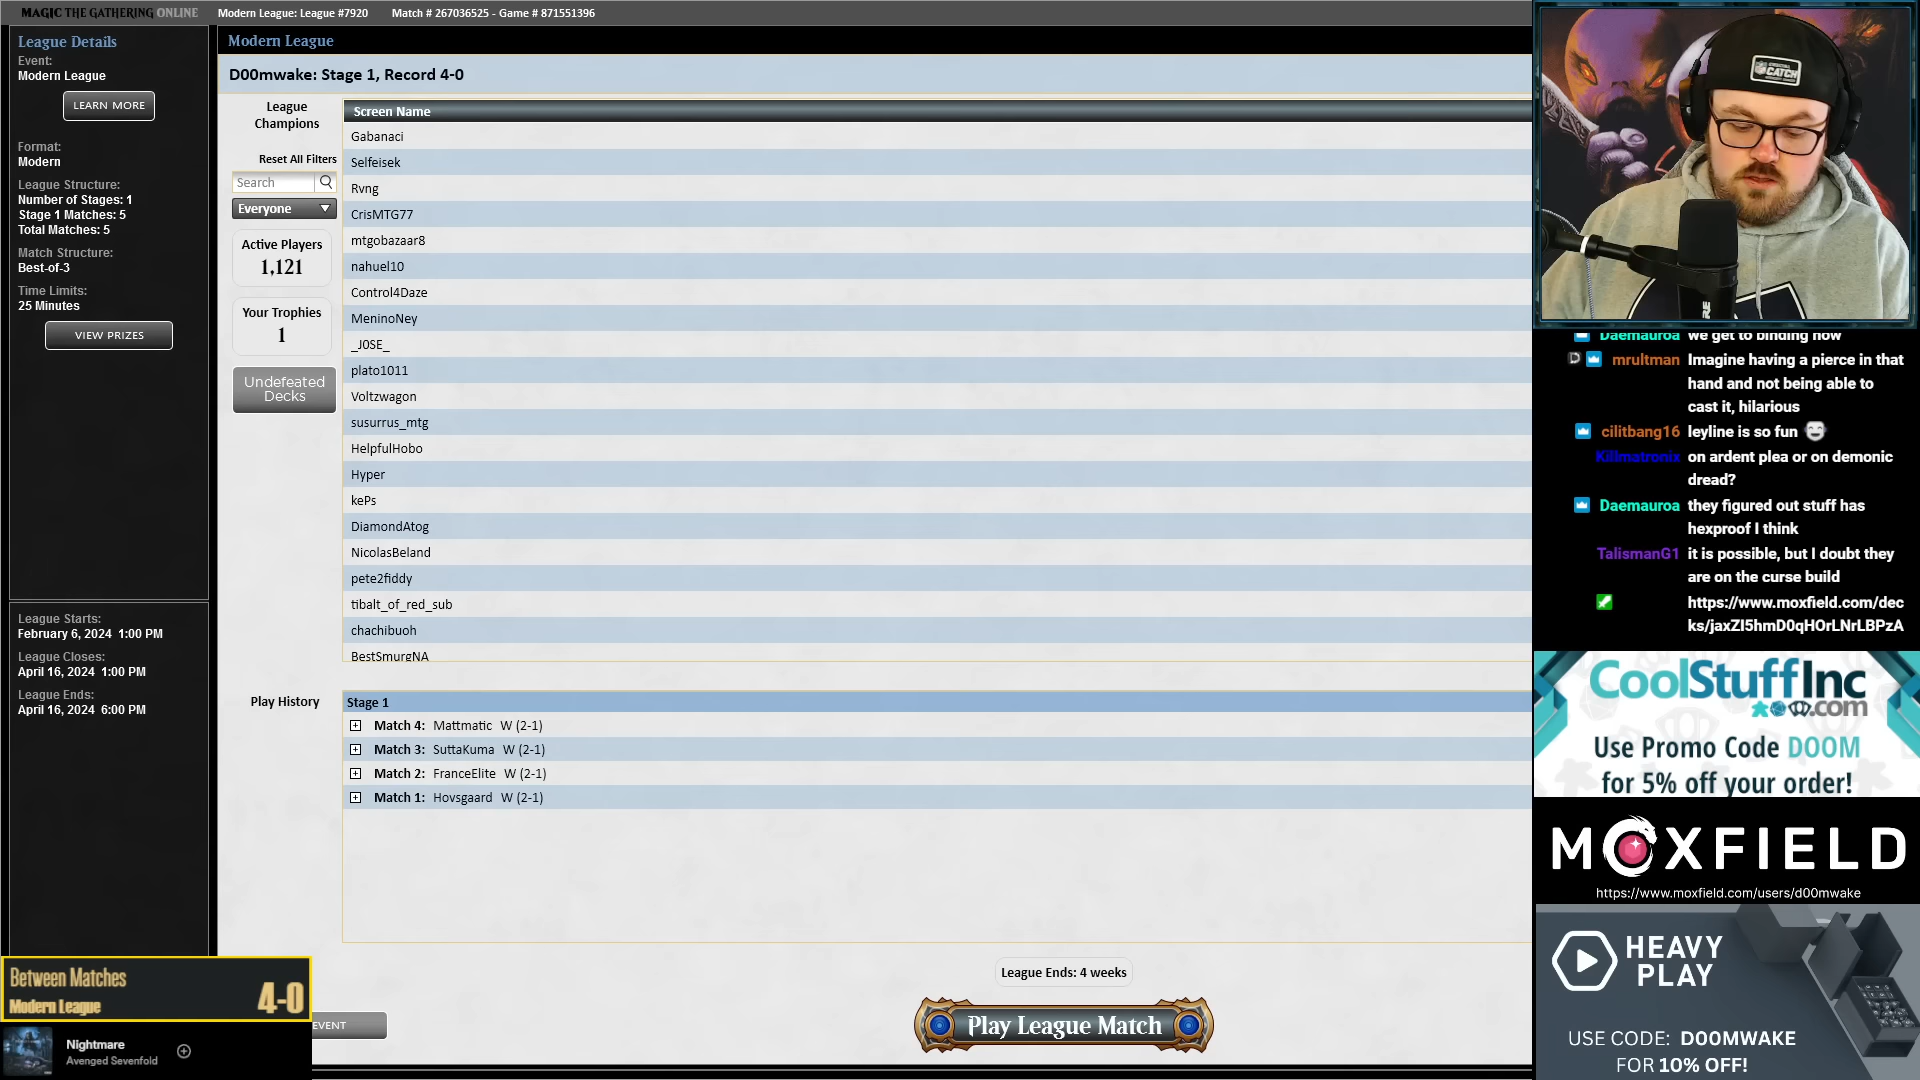 MAGIC THE GATHERING ONLINE
Modern League: League #7920 Match # 267036525 - Game # 871551396
League Details
Event:
Modern League
LEARN MORE
Format:
Modern
League Structure:
Number of Stages: 1
Stage 1 Matches: 5
Total Matches: 5
Match Structure:
Best-of-3
Time Limits:
25 Minutes
VIEW PRIZES
League Starts:
February 6, 2024 1:00 PM
League Closes:
April 16, 2024 1:00 PM
League Ends:
April 16, 2024 6:00 PM
Modern League
D00mwake: Stage 1, Record 4-0
League
Champions
Reset All Filters
Search
Everyone
Active Players
1,121
Your Trophies
1
Undefeated
Decks
Screen Name
Gabanaci
Selfeisek
Rvng
CrisMTG77
mtgobazaar8
nahuel10
Control4Daze
MeninoNey
_J0SE_
plato1011
Voltzwagon
susurrus_mtg
HelpfulHobo
Hyper
kePs
DiamondAtog
NicolasBeland
pete2fiddy
tibalt_of_red_sub
chachibuoh
BestSmurgNA
Play History
Stage 1
Match 4: Mattmatic W (2-1)
Match 3: SuttaKuma W (2-1)
Match 2: FranceElite W (2-1)
Match 1: Hovsgaard W (2-1)
League Ends: 4 weeks
Play League Match
EVENT
Between Matches
Modern League
4-0
Nightmare
Avenged Sevenfold
CATCH
Daemauroa we get to binding now
mrultman Imagine having a pierce in that
hand and not being able to
cast it, hilarious
cilitbang16 leyline is so fun
Killmatronix on ardent plea or on demonic
dread?
Daemauroa they figured out stuff has
hexproof I think
TalismanG1 it is possible, but I doubt they
are on the curse build
https://www.moxfield.com/dec
ks/jaxZI5hmD0qHOrLNrLBPzA
CoolStuffInc
.com
Use Promo Code DOOM
for 5% off your order!
MOXFIELD
https://www.moxfield.com/users/d00mwake
HEAVY
PLAY
USE CODE: D00MWAKE
FOR 10% OFF!